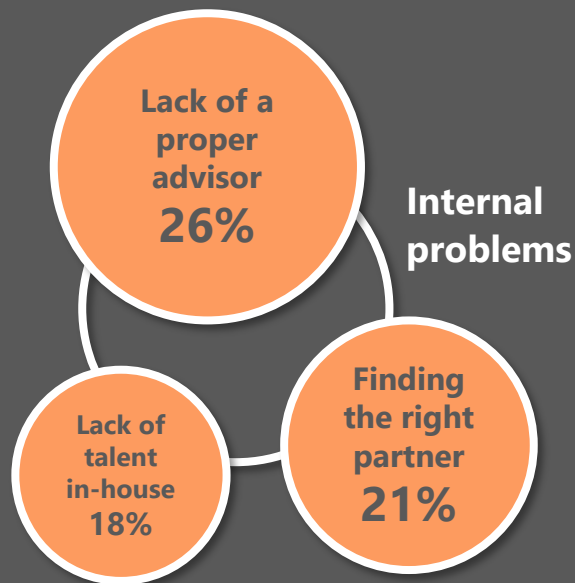 Lack of a
proper
advisor
26%
Internal
problems
Finding
the right
partner
21%
Lack of
talent
in-house
18%